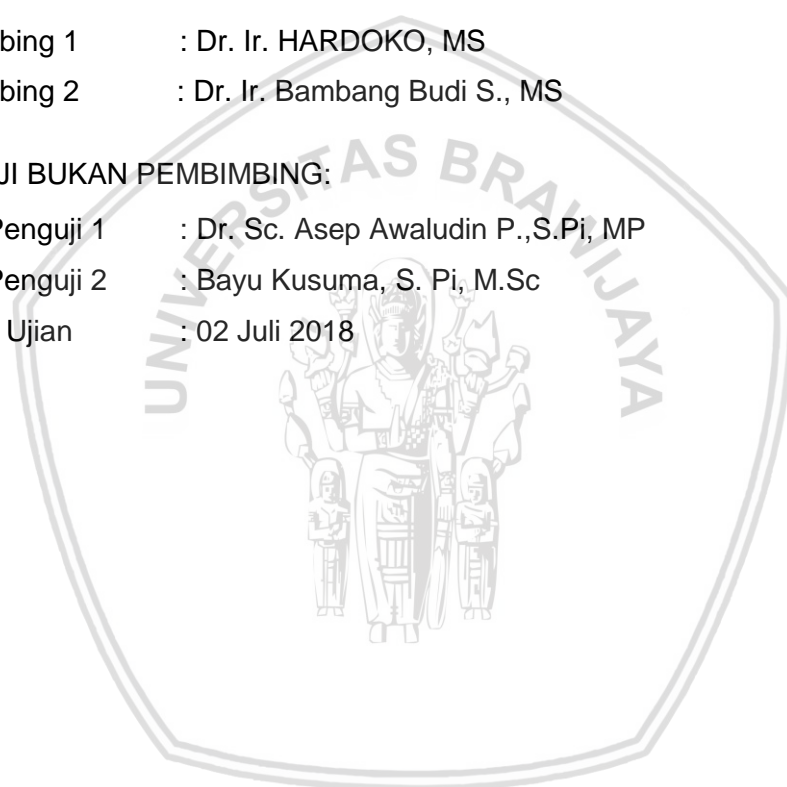 bing 1 : Dr. Ir. HARDOKO, MS
bing 2 : Dr. Ir. Bambang Budi S., MS
UNIVERSITAS BRAWIJAYA
JI BUKAN PEMBIMBING:
Penguji 1 : Dr. Sc. Asep Awaludin P.,S.Pi, MP
Penguji 2 : Bayu Kusuma, S. Pi, M.Sc
Ujian : 02 Juli 2018